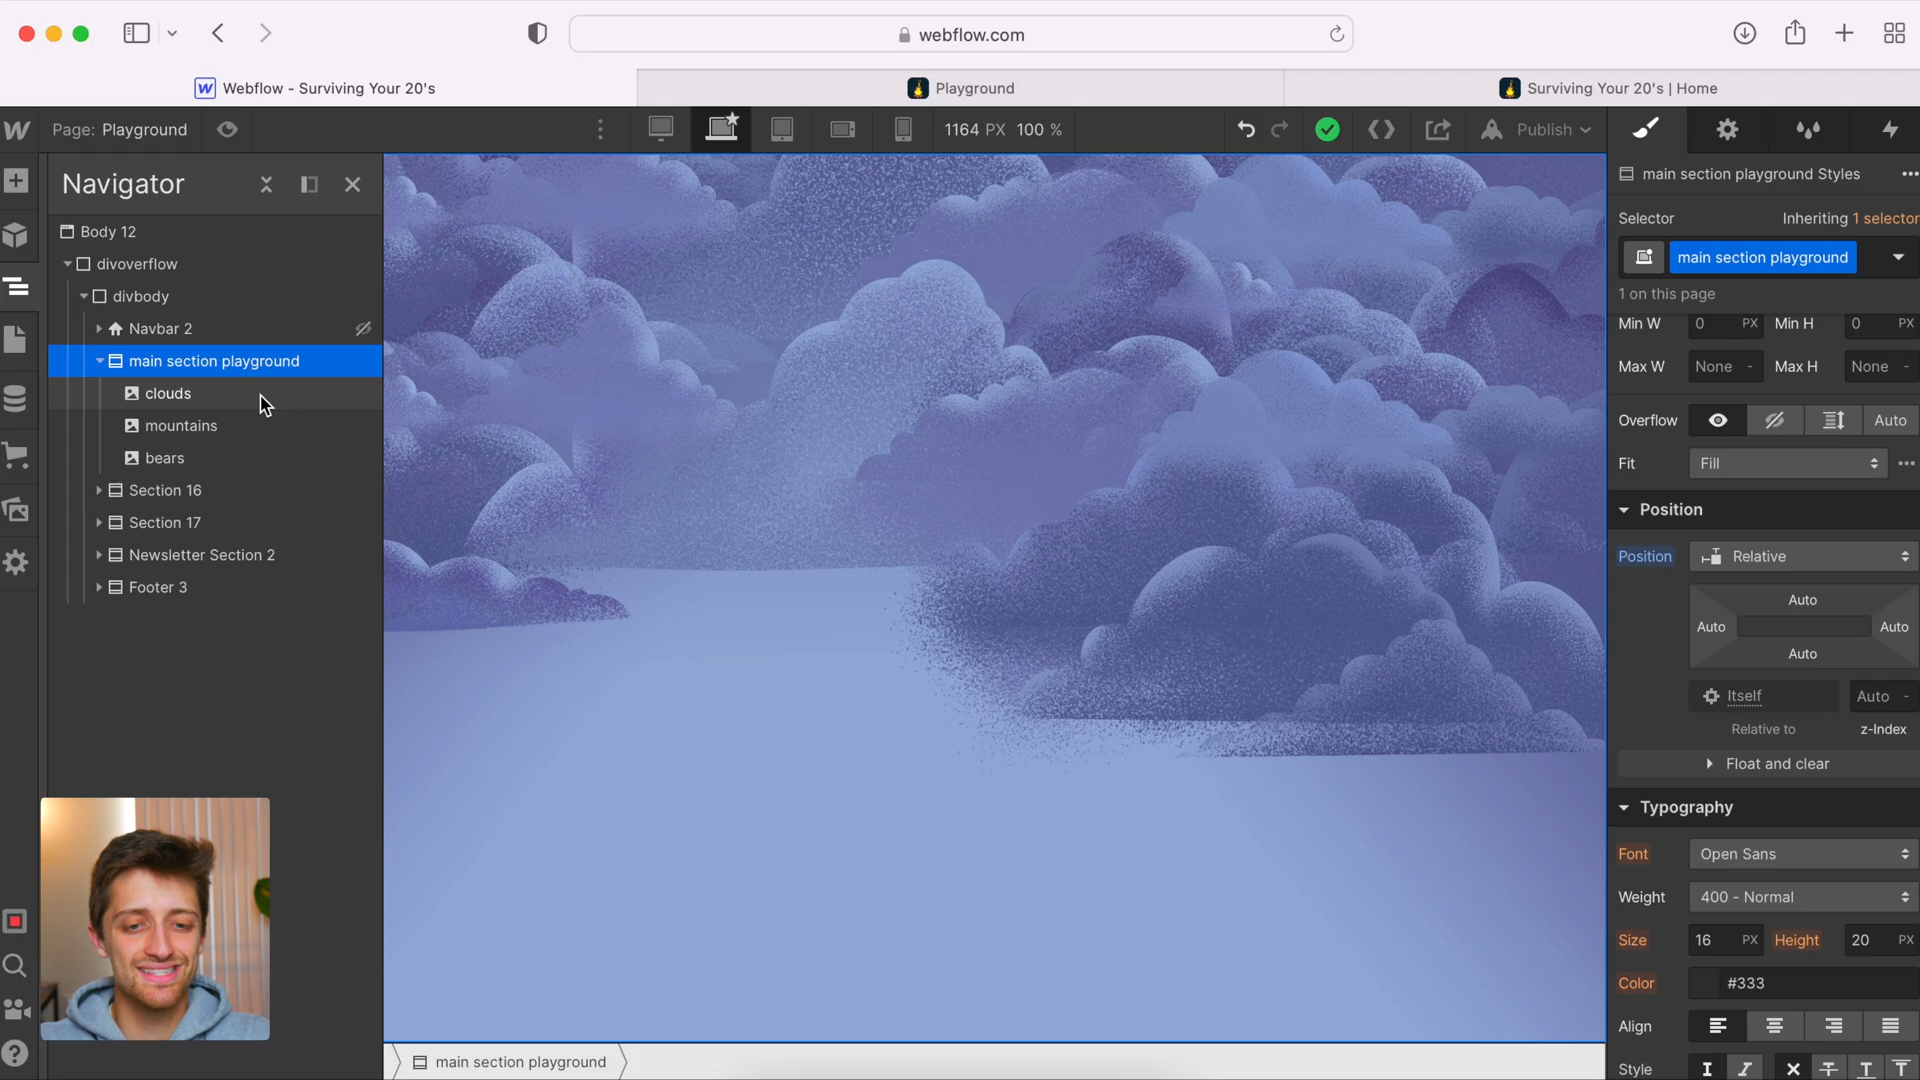 webflow.com
Webflow - Surviving Your 20's
Playground
Surviving Your 20's | Home
Page: Playground
1164 PX 100 %
Publish
Navigator
Body 12
divoverflow
divbody
Navbar 2
main section playground
clouds
mountains
bears
Section 16
Section 17
Newsletter Section 2
Footer 3
main section playground
main section playground Styles
Selector
Inheriting 1 selector
main section playground
1 on this page
Min W 0 PX Min H 0 PX
Max W None - Max H None -
Overflow Auto
Fit Fill
Position
Position Relative
Auto
Auto Auto
Auto
Itself Auto -
Relative to z-Index
Float and clear
Typography
Font Open Sans
Weight 400 - Normal
Size 16 PX Height 20 PX
Color #333
Align
Style